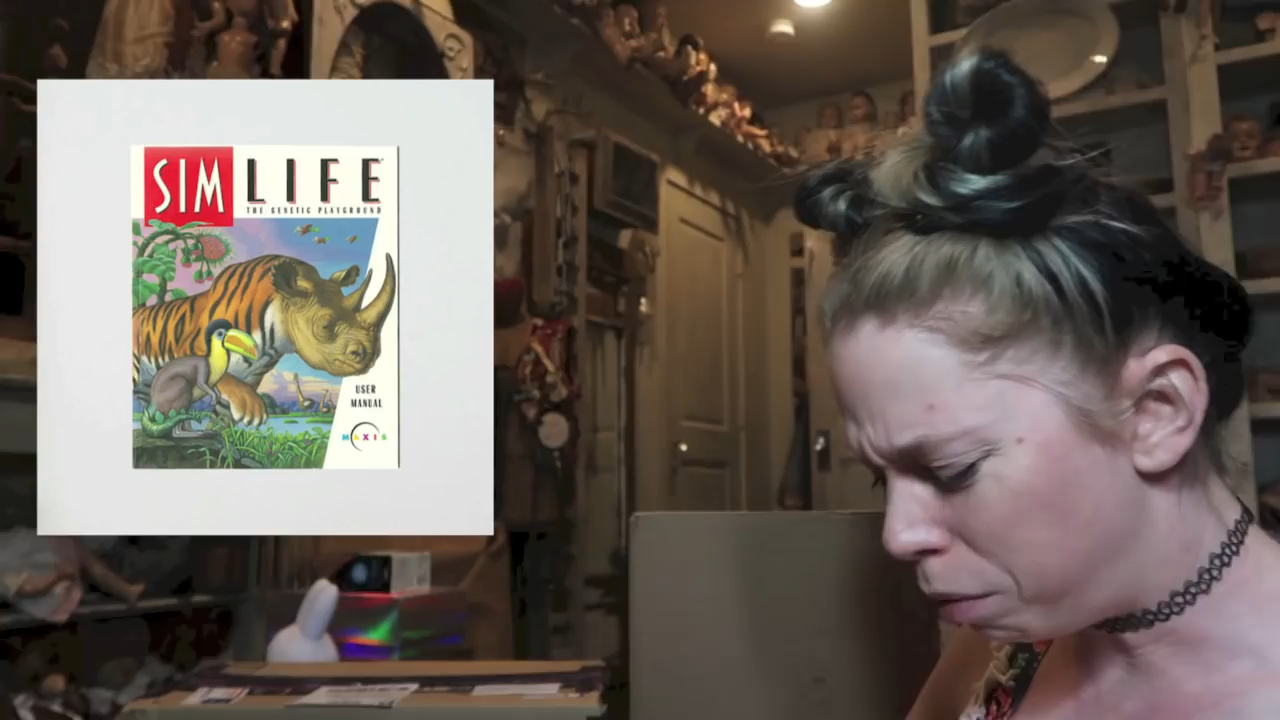 SIM LIFE
THE GENETIC PLAYGROUND
USER
MANUAL
MAXIS